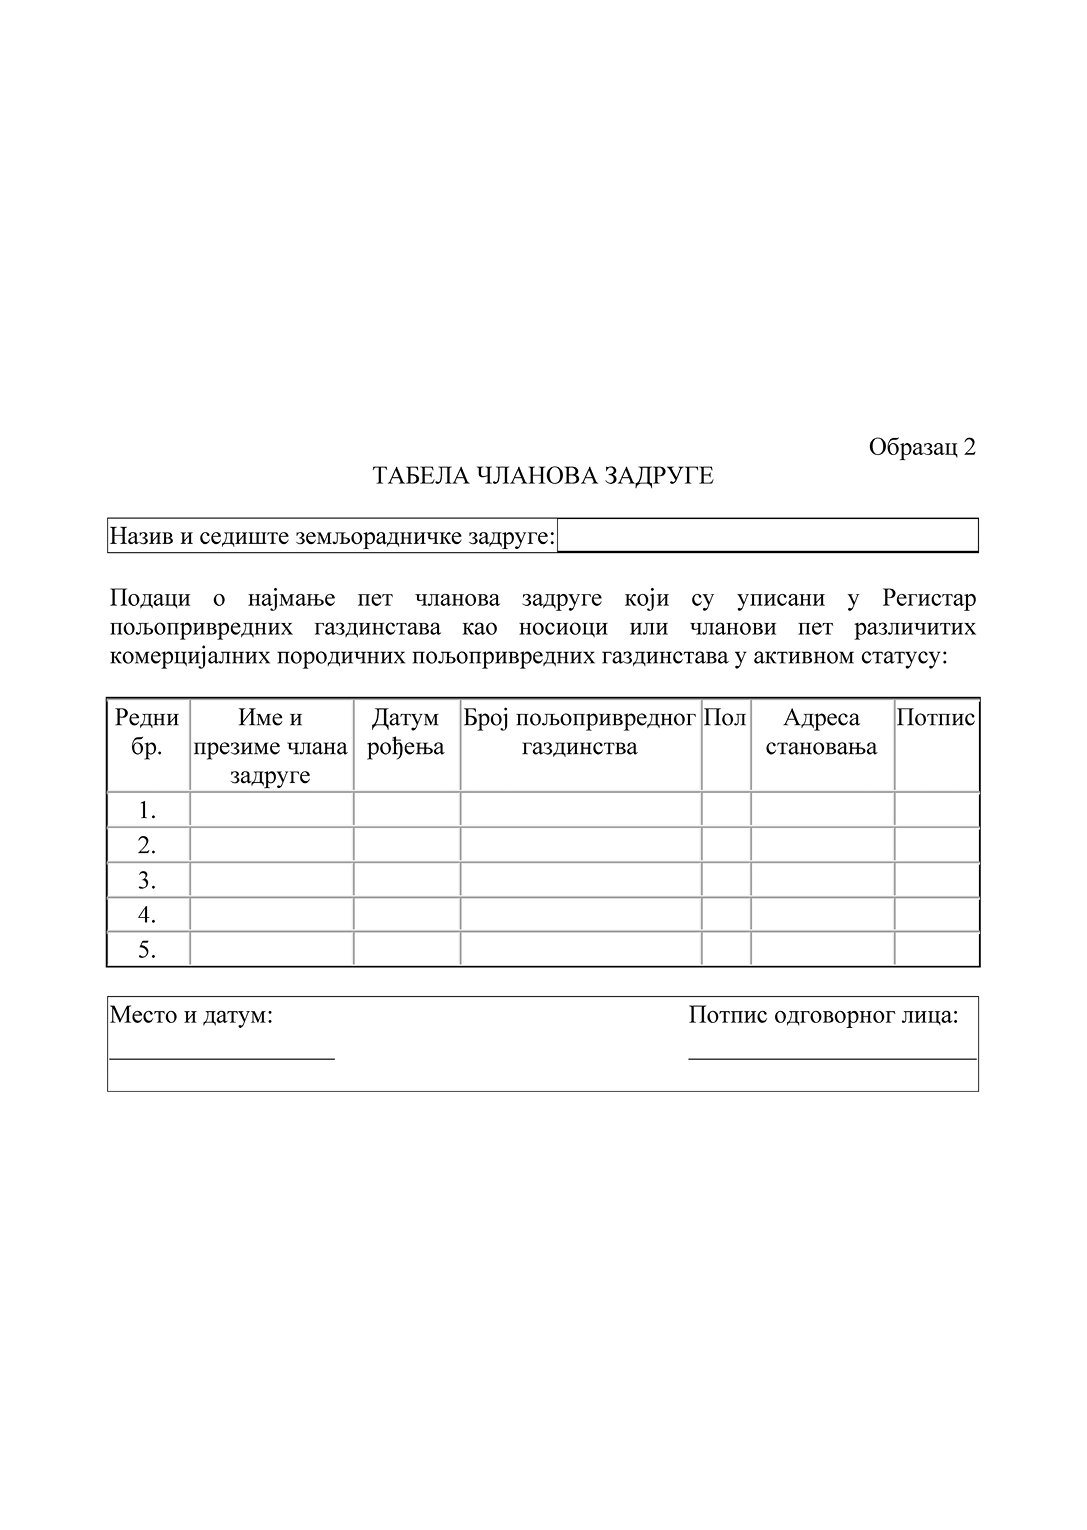 Образац 2
ТАБЕЛА ЧЛАНОВА ЗАДРУГЕ
Назив и седиште земљорадничке задруге:
Подаци о најмање пет чланова задруге који су уписани у Регистар
пољопривредних газдинстава као носиоци или чланови пет различитих
комерцијалних породичних пољопривредних газдинстава у активном статусу:
Редни бр.
Име и презиме члана задруге
Датум рођења
Број пољопривредног газдинства
Пол
Адреса становања
Потпис
1.
2.
3.
4.
5.
Место и датум:
Потпис одговорног лица: